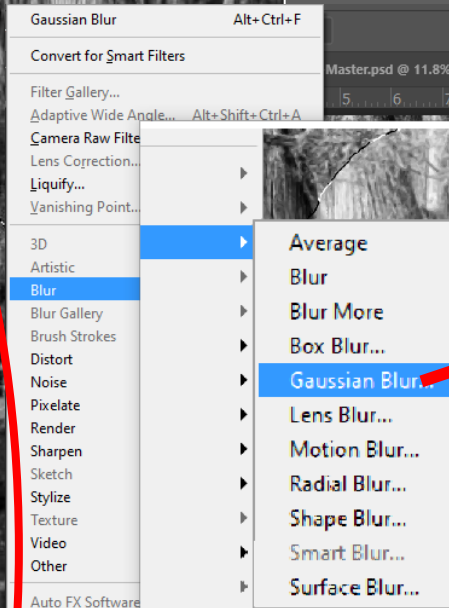 Gaussian Blur Alt+Ctrl+F
Convert for Smart Filters
Master.psd @ 11.8%
Filter Gallery...
5 6 7
Adaptive Wide Angle... Alt+Shift+Ctrl+A
Camera Raw Filte
Lens Correction...
Liquify...
Vanishing Point...
3D
Artistic
Blur
Blur Gallery
Brush Strokes
Distort
Noise
Pixelate
Render
Sharpen
Sketch
Stylize
Texture
Video
Other
Auto FX Software
Average
Blur
Blur More
Box Blur...
Gaussian Blur...
Lens Blur...
Motion Blur...
Radial Blur...
Shape Blur...
Smart Blur...
Surface Blur...